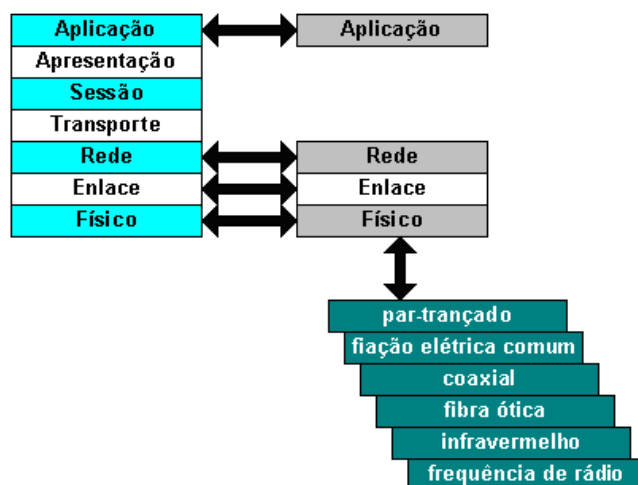 Aplicação
Aplicação
Apresentação
Sessão
Transporte
Rede
Rede
Enlace
Enlace
Físico
Físico
par-trançado
fiação elétrica comum
coaxial
fibra ótica
infravermelho
frequência de rádio